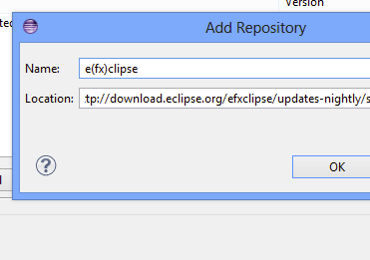 Version
Add Repository
Name: e(fx)clipse
Location: tp://download.eclipse.org/efxclipse/updates-nightly/s
OK